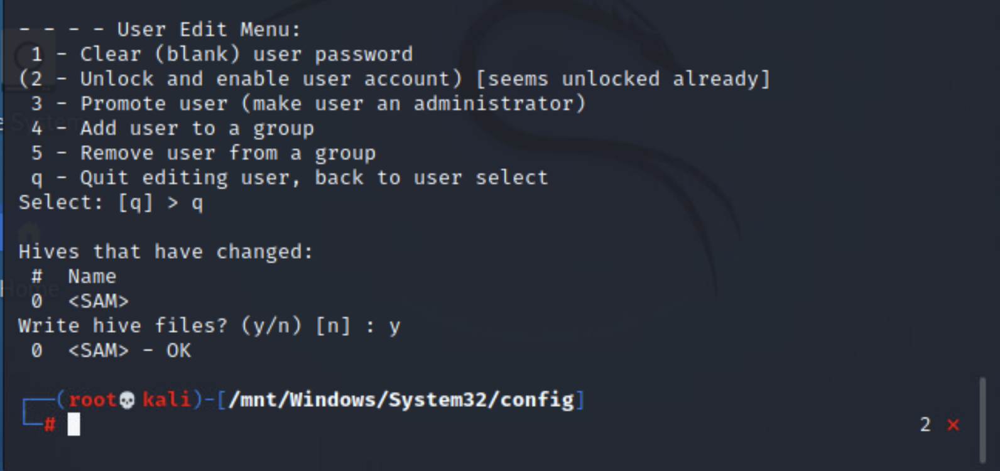 - - - - User Edit Menu:
 1 - Clear (blank) user password
(2 - Unlock and enable user account) [seems unlocked already]
 3 - Promote user (make user an administrator)
 4 - Add user to a group
 5 - Remove user from a group
 q - Quit editing user, back to user select
Select: [q] > q
Hives that have changed:
 #  Name
 0  <SAM>
Write hive files? (y/n) [n] : y
 0  <SAM> - OK
┌──(root💀kali)-[/mnt/Windows/System32/config]
└─#
2 ⨯
System
Home